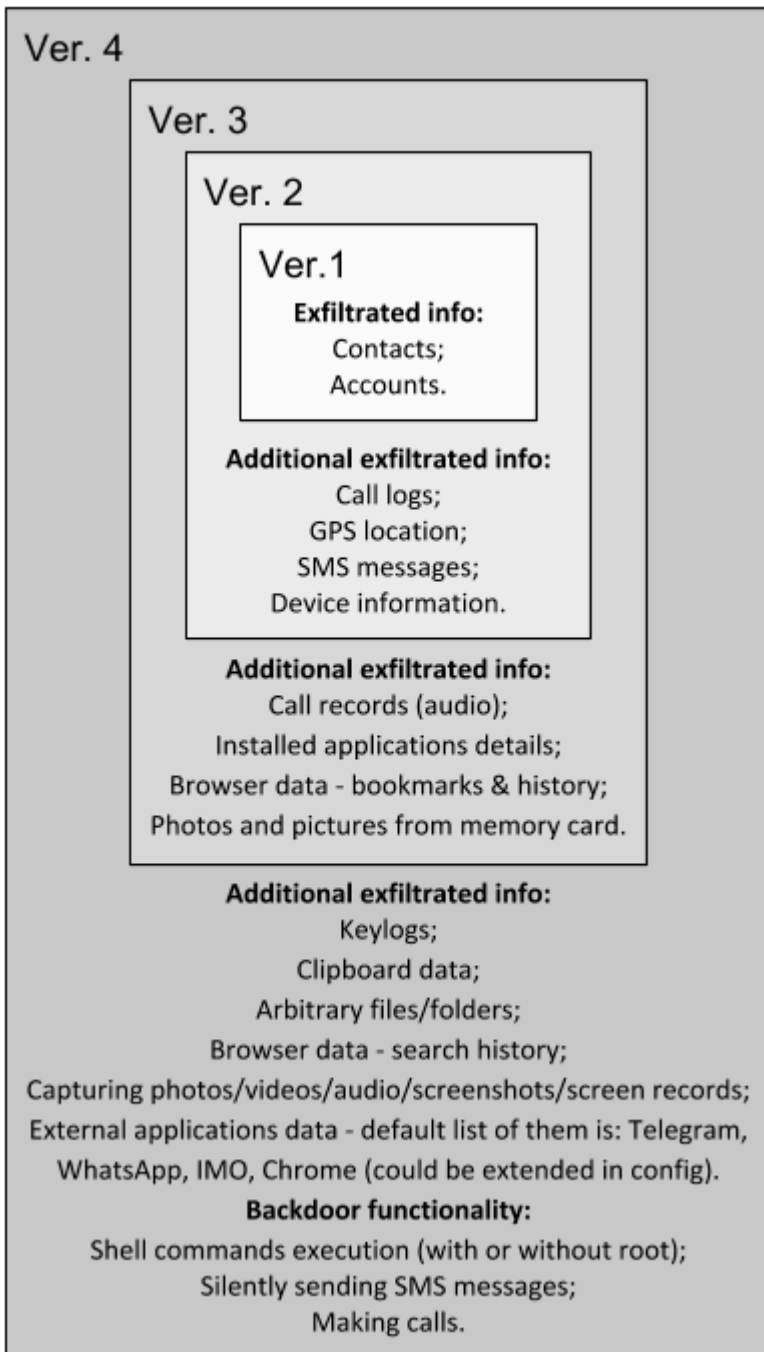 Ver. 4
Ver. 3
Ver. 2
Ver.1
Exfiltrated info:
Contacts;
Accounts.
Additional exfiltrated info:
Call logs;
GPS location;
SMS messages;
Device information.
Additional exfiltrated info:
Call records (audio);
Installed applications details;
Browser data - bookmarks & history;
Photos and pictures from memory card.
Additional exfiltrated info:
Keylogs;
Clipboard data;
Arbitrary files/folders;
Browser data - search history;
Capturing photos/videos/audio/screenshots/screen records;
External applications data - default list of them is: Telegram,
WhatsApp, IMO, Chrome (could be extended in config).
Backdoor functionality:
Shell commands execution (with or without root);
Silently sending SMS messages;
Making calls.